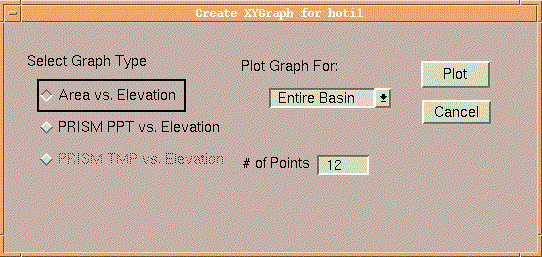 Create XYGraph for hoti1
Select Graph Type
Plot Graph For:
Area vs. Elevation
Entire Basin
Plot
Cancel
PRISM PPT vs. Elevation
PRISM TMP vs. Elevation
# of Points 12